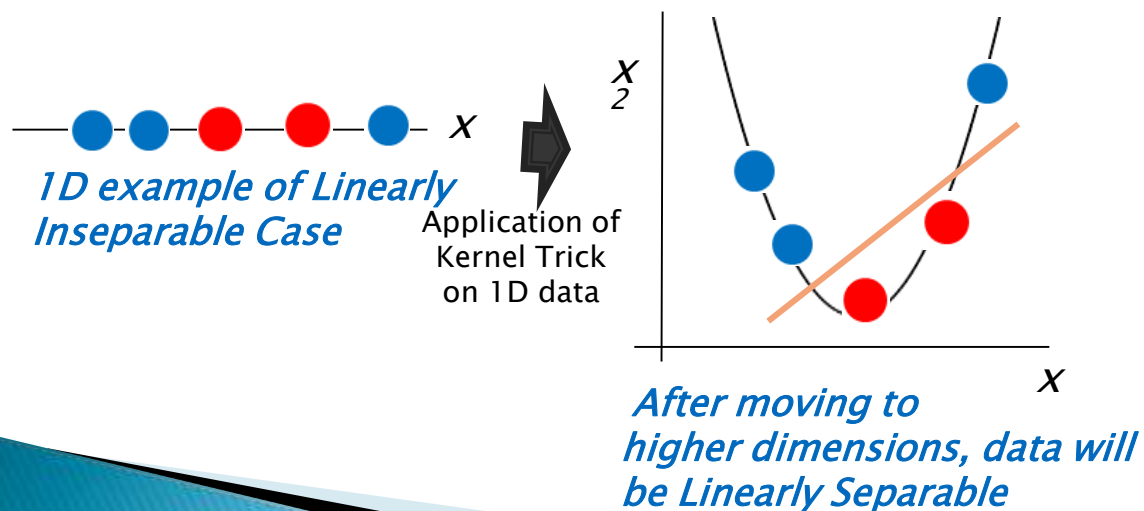 x
1D example of Linearly
Inseparable Case
Application of
Kernel Trick
on 1D data
x
2
x
After moving to
higher dimensions, data will
be Linearly Separable